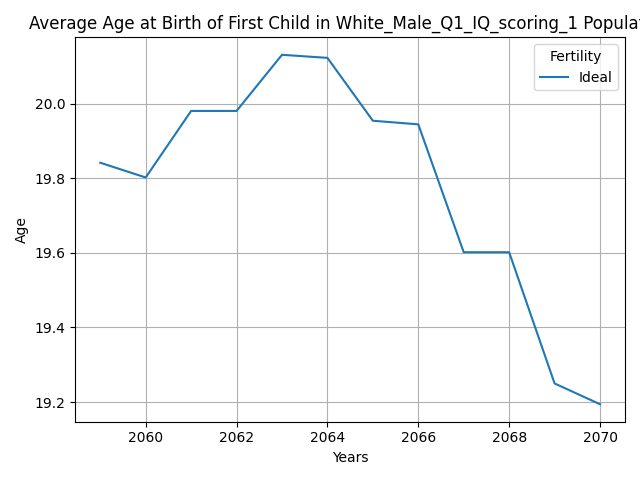 Average Age at Birth of First Child in White_Male_Q1_IQ_scoring_1 Populat
Fertility
Ideal
20.0
19.8
19.6
19.4
19.2
Age
2060 2062 2064 2066 2068 2070
Years